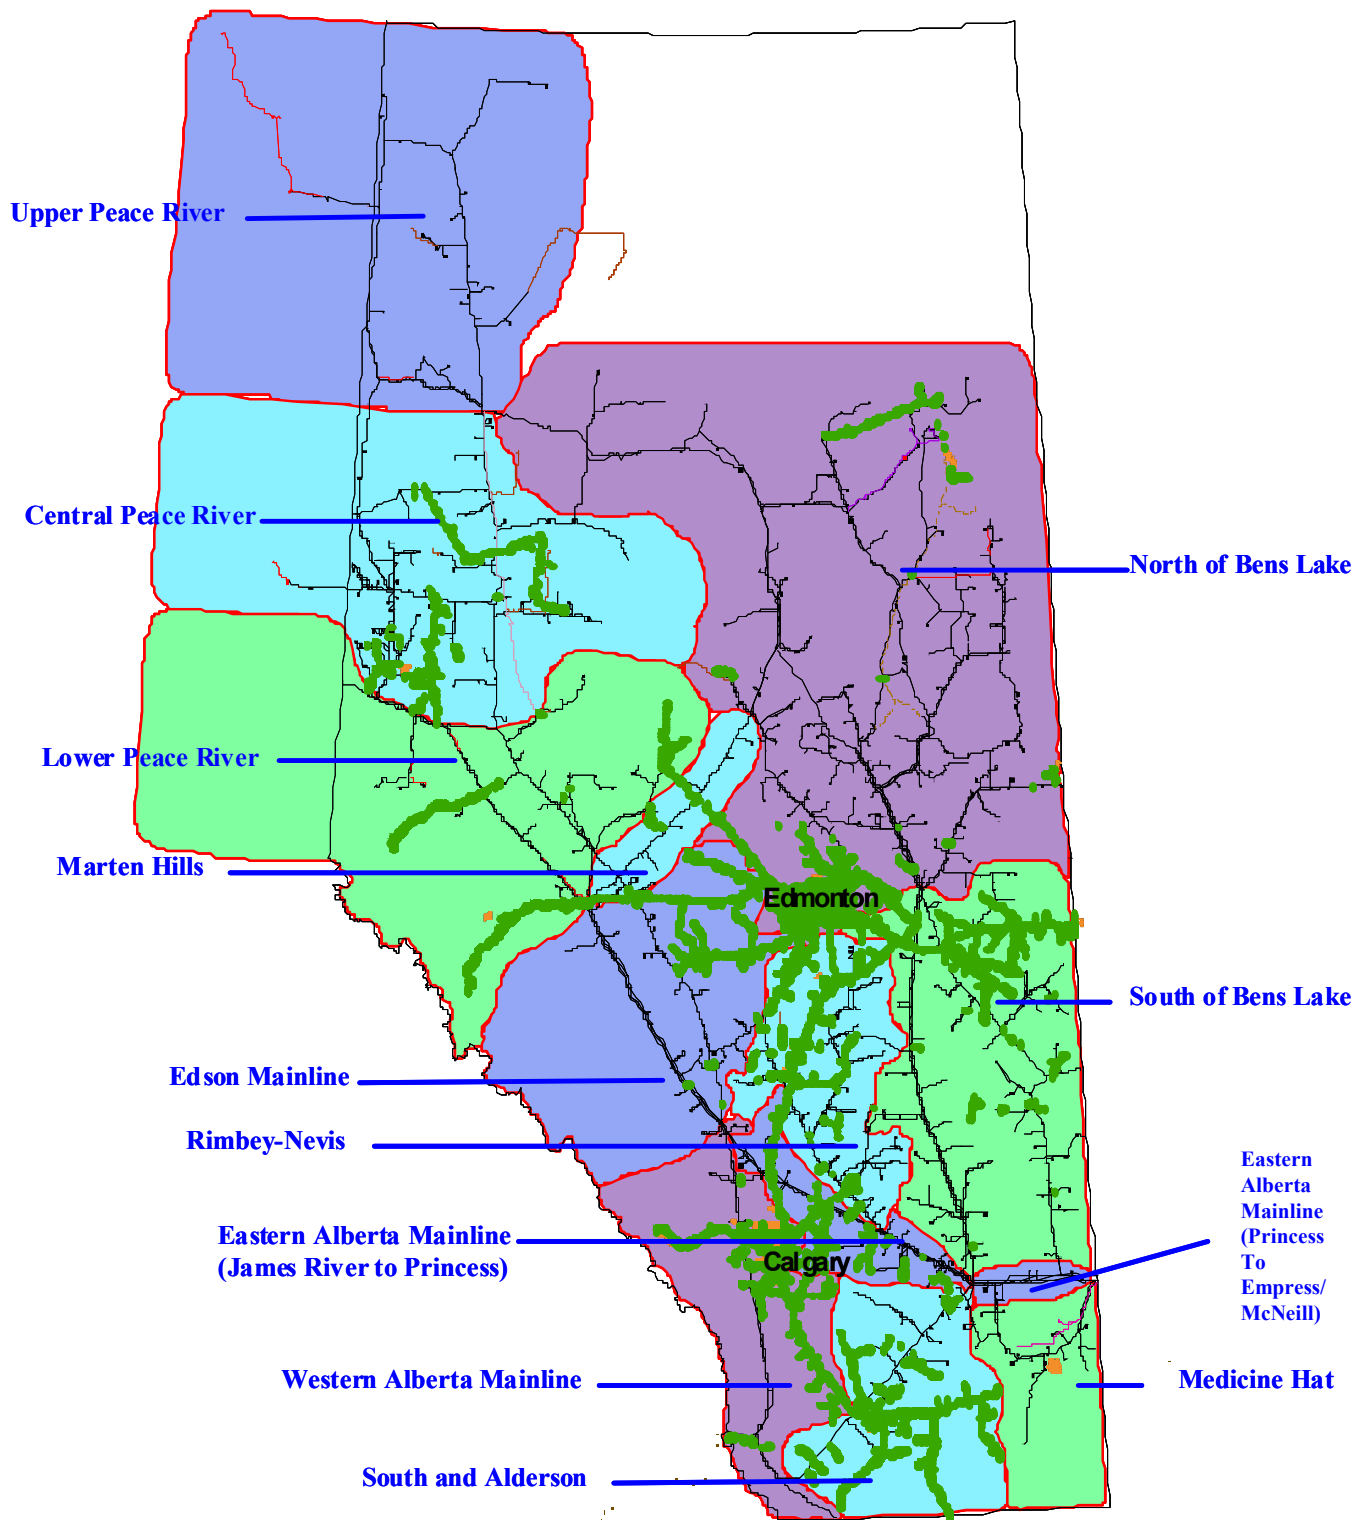 Upper Peace River
Central Peace River
North of Bens Lake
Lower Peace River
Marten Hills
Edmonton
South of Bens Lake
Edson Mainline
Rimbey-Nevis
Eastern
Alberta
Mainline
(Princess
To
Empress/
McNeill)
Eastern Alberta Mainline
(James River to Princess)
Calgary
Western Alberta Mainline
Medicine Hat
South and Alderson